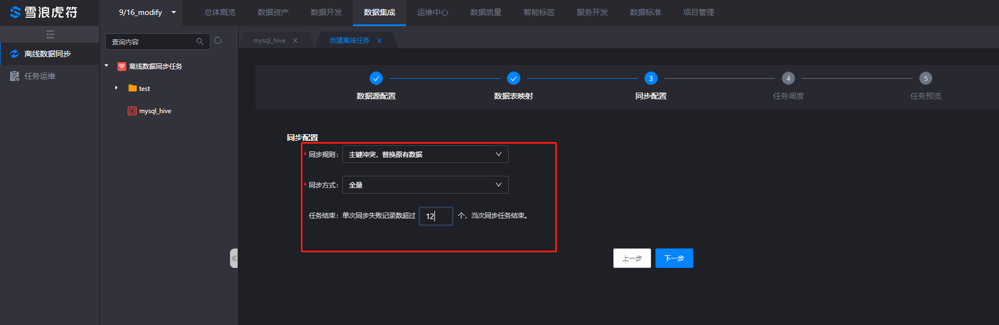 雪浪虎符
9/16_modify
总体概览 数据资产 数据开发 数据集成 运维中心 数据质量 智能标签 服务开发 数据标准 项目管理
离线数据同步
任务运维
查询内容
离线数据同步任务
test
mysql_hive
mysql_hive X 创建离线任务 X
3 4 5
数据源配置 数据表映射 同步配置 任务调度 任务预览
同步配置
* 同步规则: 主键冲突，替换原有数据
* 同步方式: 全量
任务结束: 单次同步失败记录数超过 12 个，当次同步任务结束。
上一步 下一步